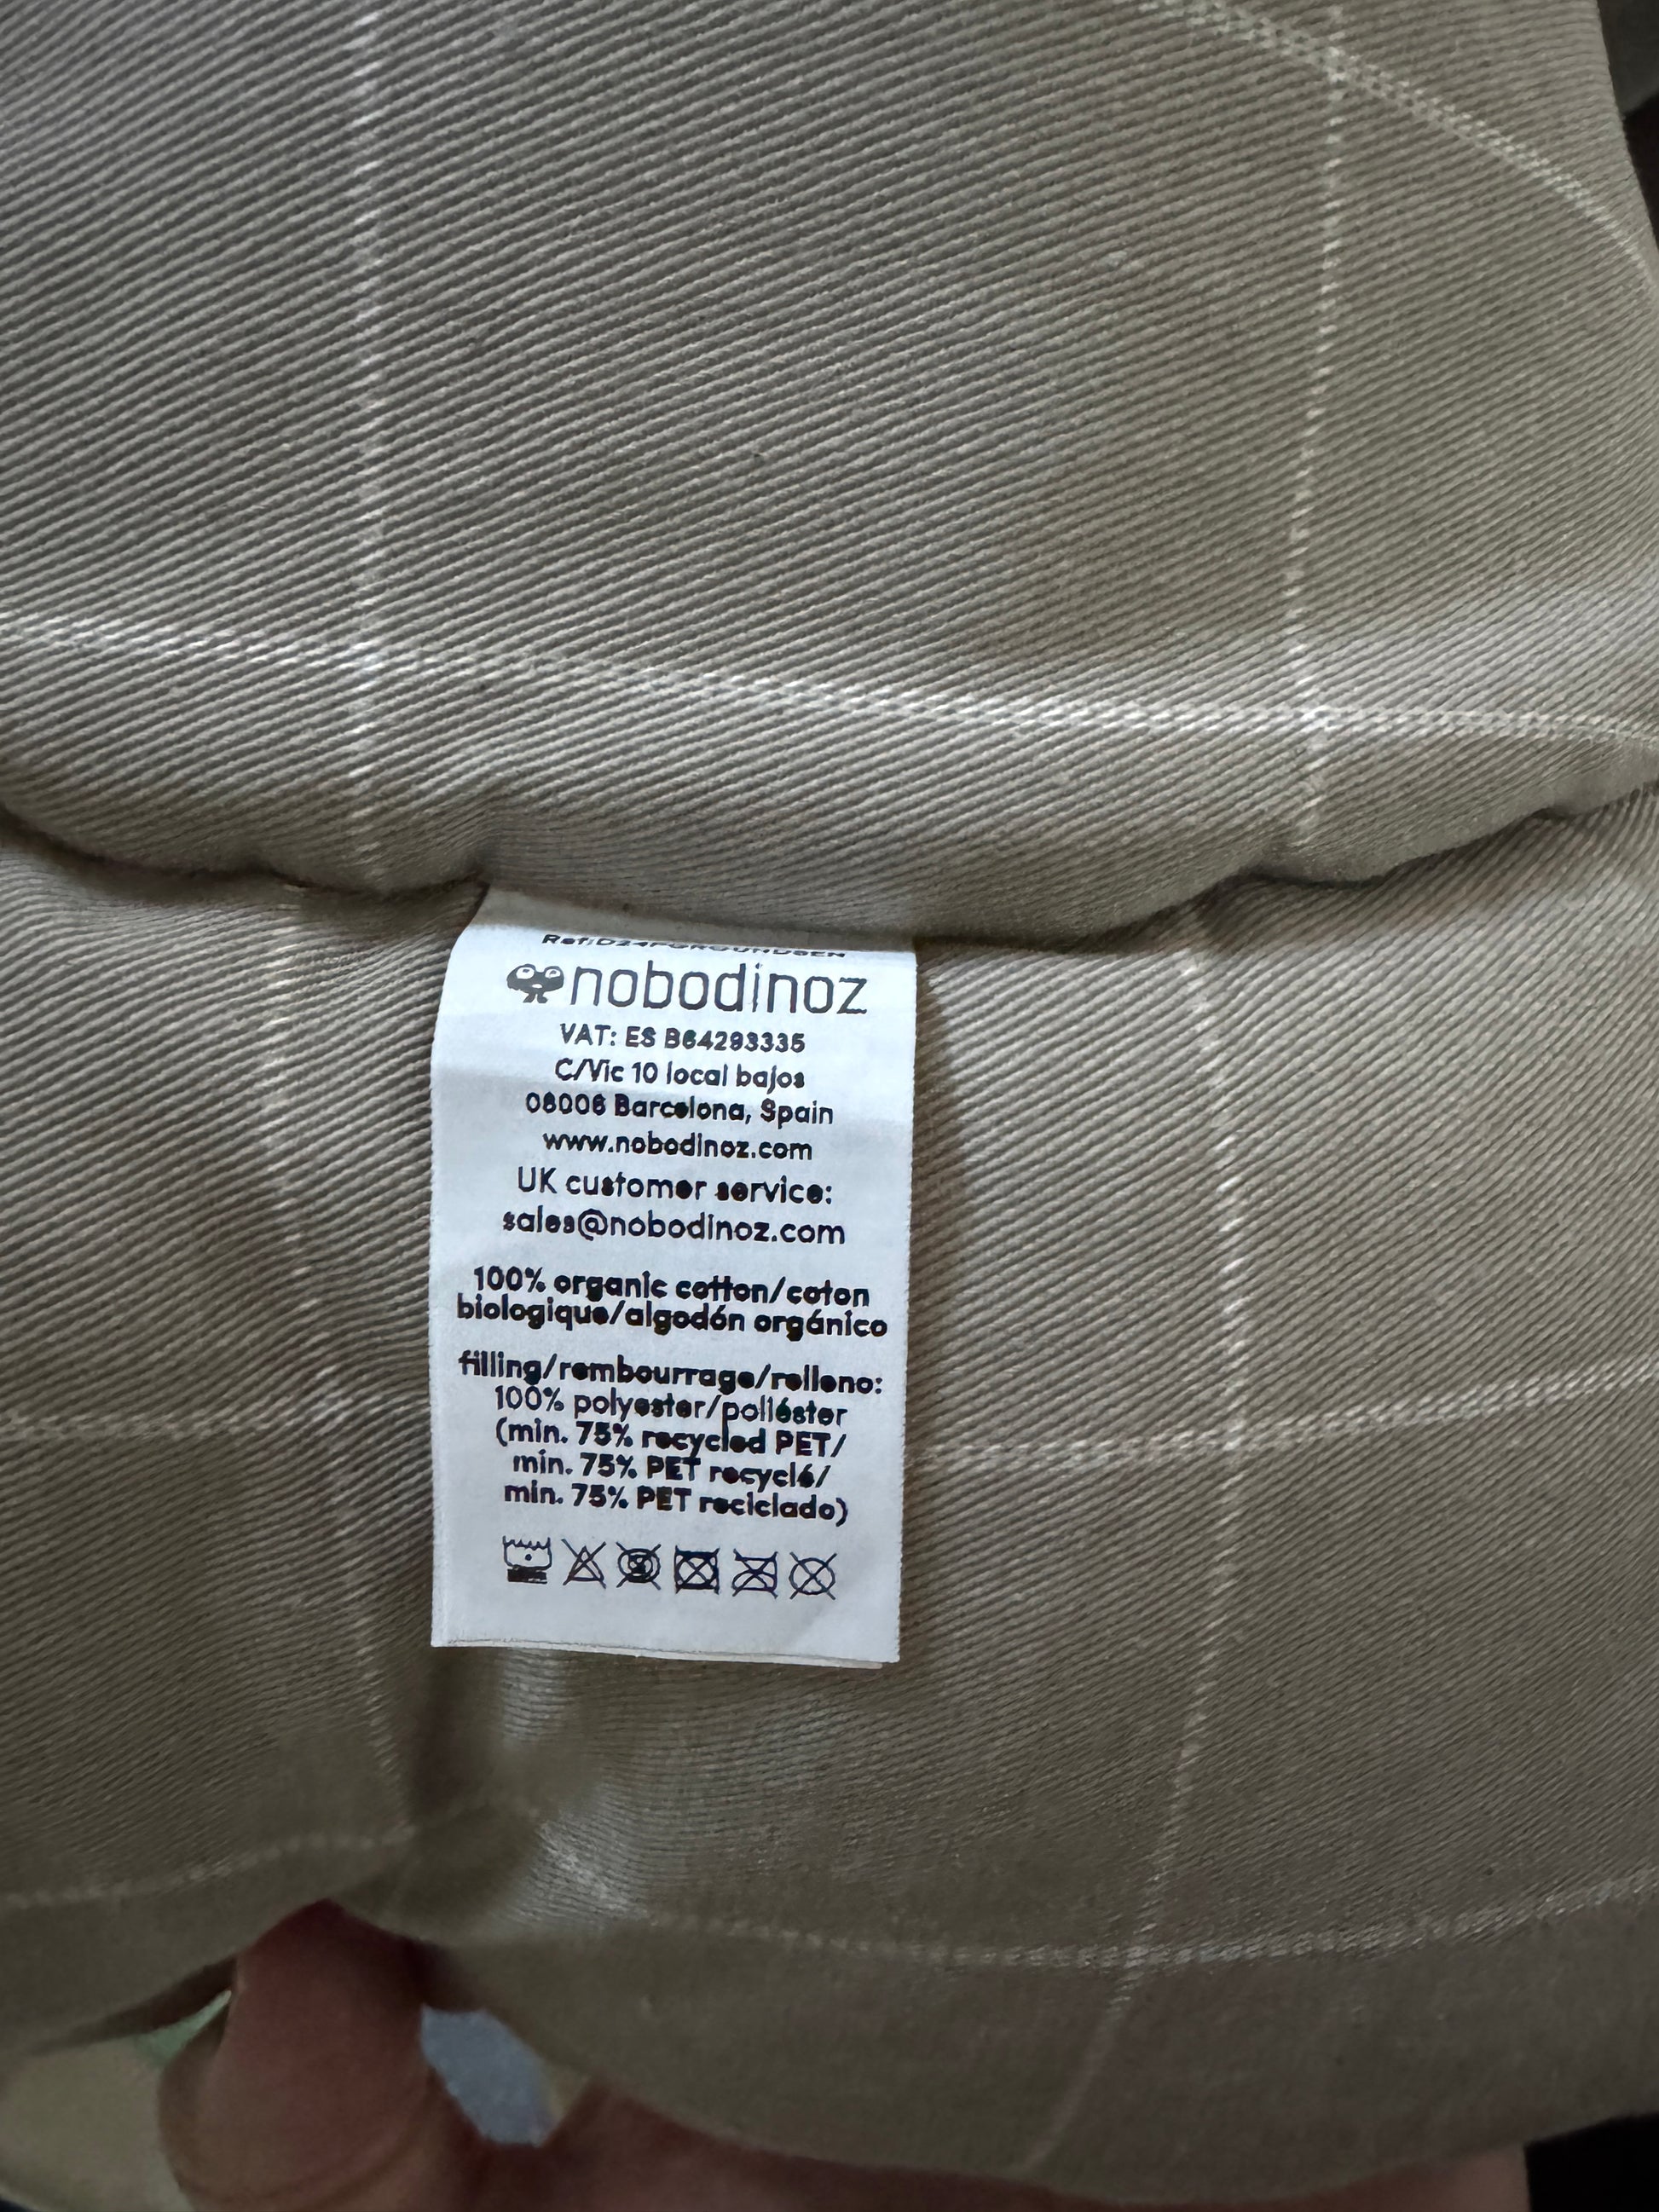 nobodinoz
VAT: ES B64293335
C/Vic 10 local bajos
08006 Barcelona, Spain
www.nobodinoz.com
UK customer service:
sales@nobodinoz.com
100% organic cotton/coton
biologique/algodón orgánico
filling/rembourrage/relleno:
100% polyester/poliéster
(min. 75% recycled PET/
min. 75% PET recyclé/
min. 75% PET reciclado)